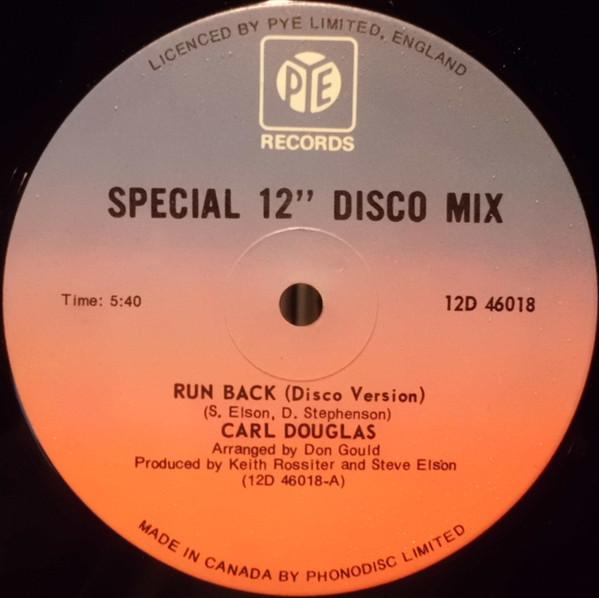 LICENCED BY PYE LIMITED, ENGLAND
PYE
RECORDS
SPECIAL 12" DISCO MIX
Time: 5:40
12D 46018
RUN BACK (Disco Version)
(S. Elson, D. Stephenson)
CARL DOUGLAS
Arranged by Don Gould
Produced by Keith Rossiter and Steve Elson
(12D 46018-A)
MADE IN CANADA BY PHONODISC LIMITED